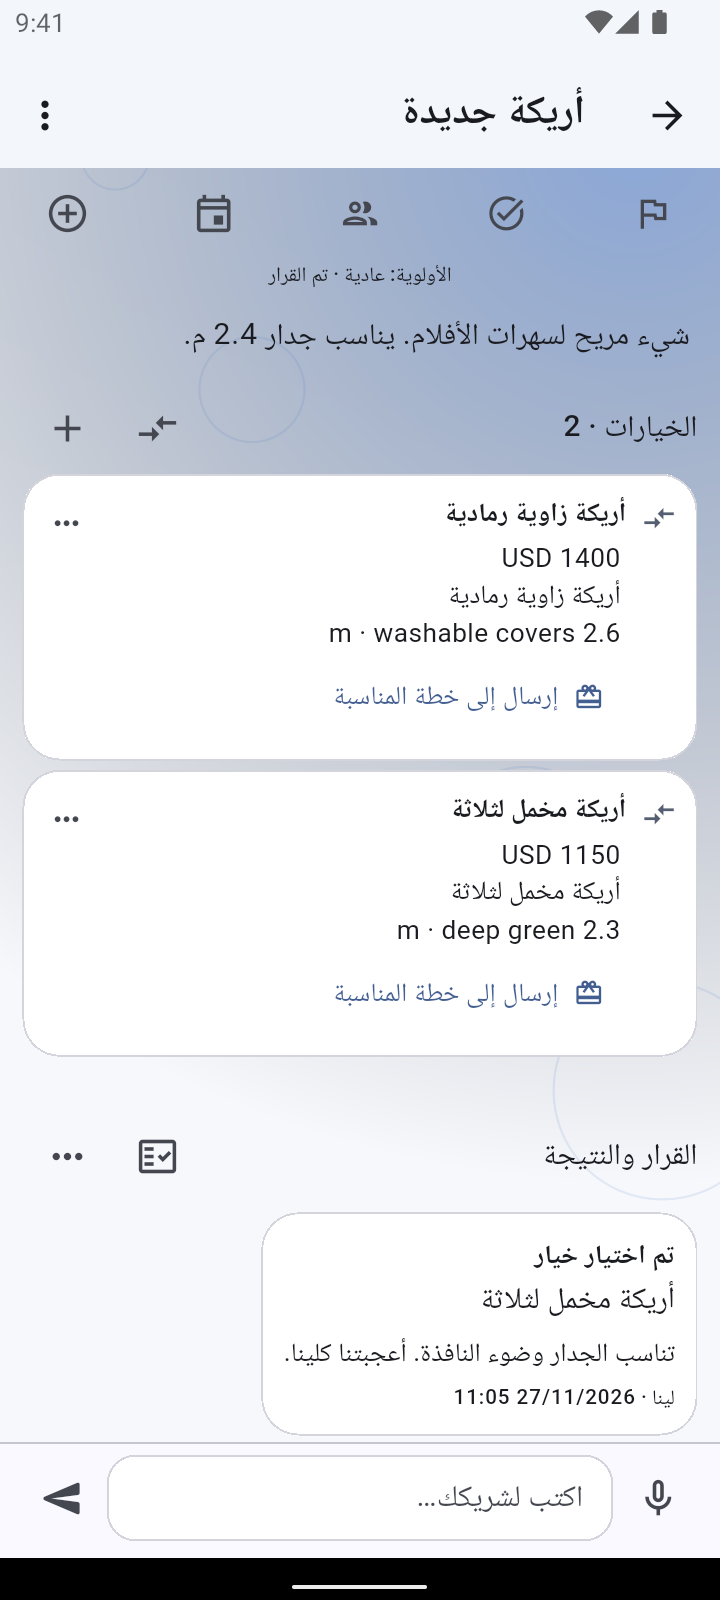 9:41
أريكة جديدة
الأولوية: عادية · تم القرار
شيء مريح لسهرات الأفلام. يناسب جدار 2.4 م.
الخيارات · 2
أريكة زاوية رمادية
USD 1400
أريكة زاوية رمادية
m · washable covers 2.6
إرسال إلى خطة المناسبة
أريكة مخمل لثلاثة
USD 1150
أريكة مخمل لثلاثة
m · deep green 2.3
إرسال إلى خطة المناسبة
القرار والنتيجة
تم اختيار خيار
أريكة مخمل لثلاثة
تناسب الجدار وضوء النافذة. أعجبتنا كلينا.
لينا · 27/11/2026 11:05
اكتب لشريكك...